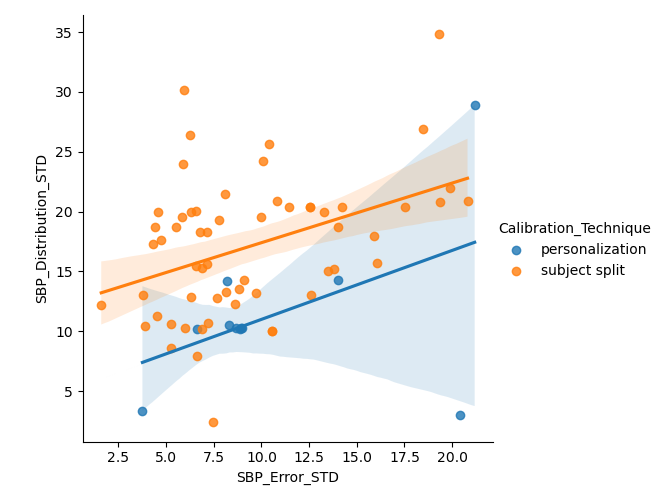 35
30
25
20
15
10
5
SBP_Distribution_STD
2.5 5.0 7.5 10.0 12.5 15.0 17.5 20.0
SBP_Error_STD
Calibration_Technique
personalization
subject split